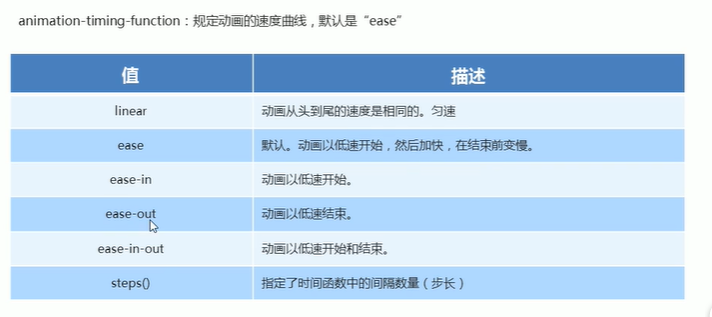 animation-timing-function：规定动画的速度曲线，默认是“ease”
值 描述
linear 动画从头到尾的速度是相同的。匀速
ease 默认。动画以低速开始，然后加快，在结束前变慢。
ease-in 动画以低速开始。
ease-out 动画以低速结束。
ease-in-out 动画以低速开始和结束。
steps() 指定了时间函数中的间隔数量（步长）